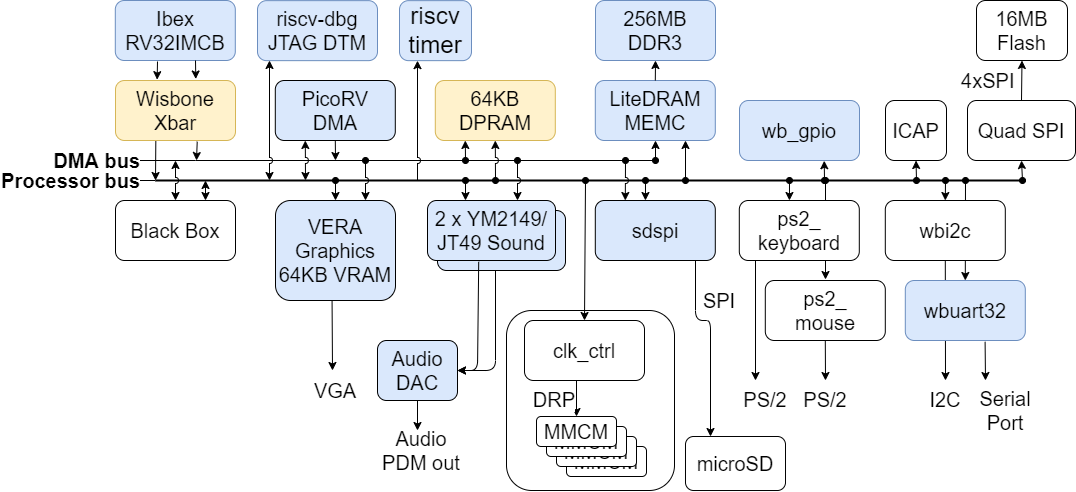 Ibex
RV32IMCB
riscv-dbg
JTAG DTM
riscv
timer
256MB
DDR3
16MB
Flash
4xSPI
Wisbone
Xbar
PicoRV
DMA
64KB
DPRAM
LiteDRAM
MEMC
wb_gpio
ICAP
Quad SPI
DMA bus
Processor bus
Black Box
VERA
Graphics
64KB VRAM
2 x YM2149/
JT49 Sound
sdspi
ps2_
keyboard
wbi2c
ps2_
mouse
wbuart32
SPI
Audio
DAC
clk_ctrl
VGA
DRP
PS/2
PS/2
I2C
Serial
Port
MMCM
MMCM
MMCM
MMCM
Audio
PDM out
microSD